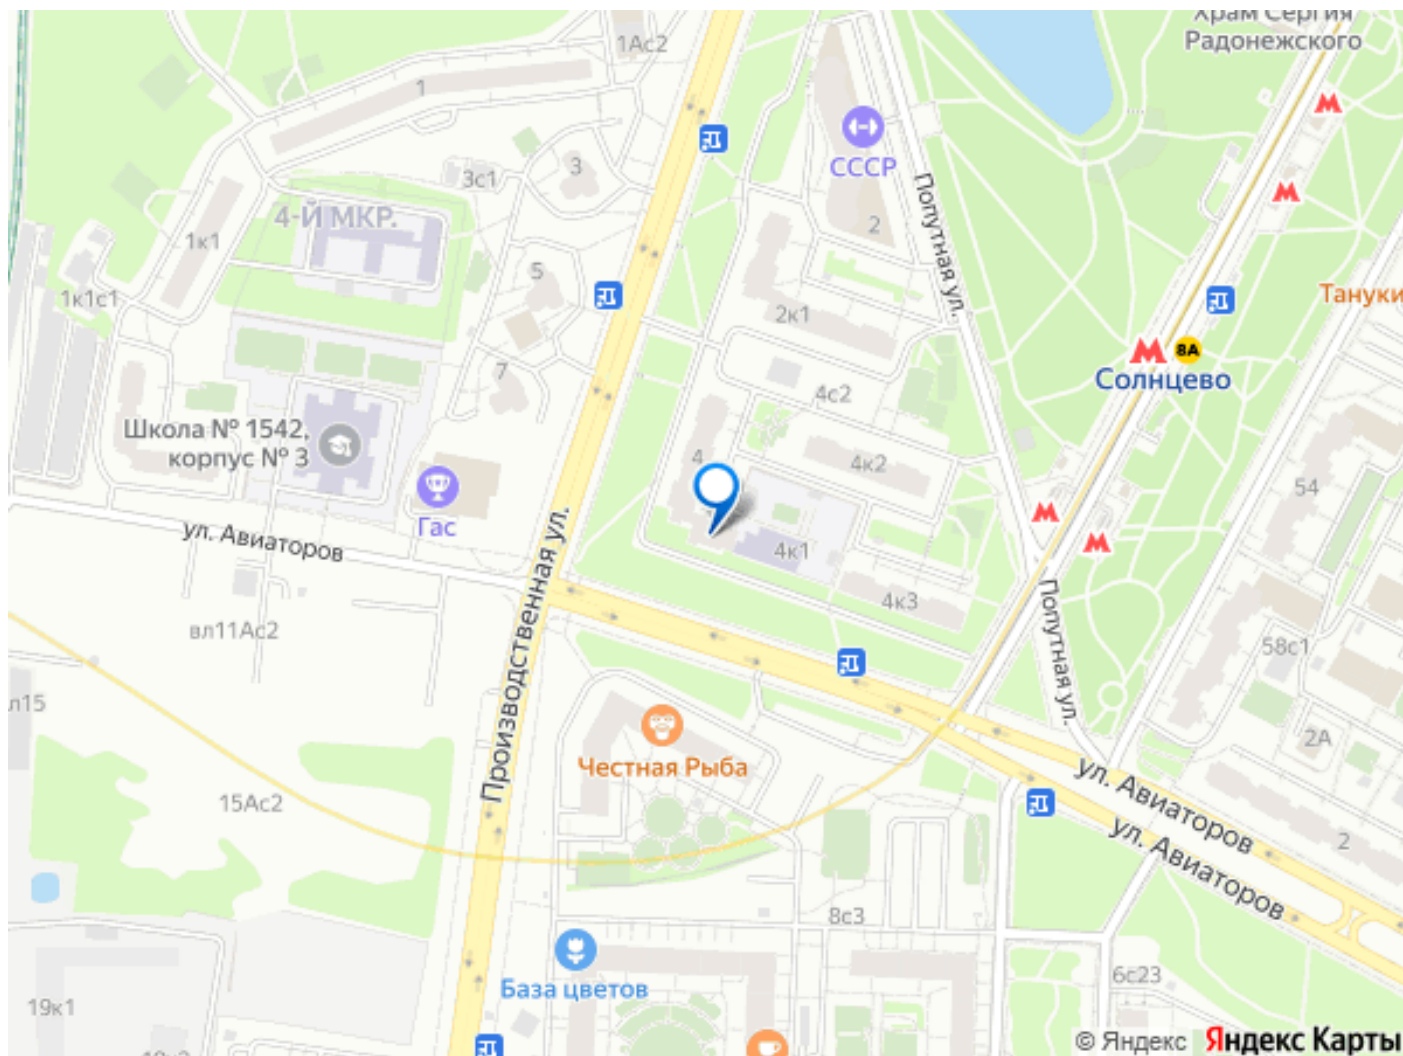 Храм Сергия
Радонежского
1Ас2
1
СССР
3
3с1
4-Й МКР.
Попутная ул.
2
1к1
5
1к1с1
Тануки
2к1
8А
Солнцево
7
4с2
Школа № 1542,
корпус № 3
4
4к2
54
Гас
ул. Авиаторов
Производственная ул.
4к1
4к3
вл11Ас2
Попутная ул.
58с1
л15
2А
Честная Рыба
15Ас2
ул. Авиаторов
ул. Авиаторов
2
8с3
6с23
База цветов
19к1
© Яндекс Яндекс Карты